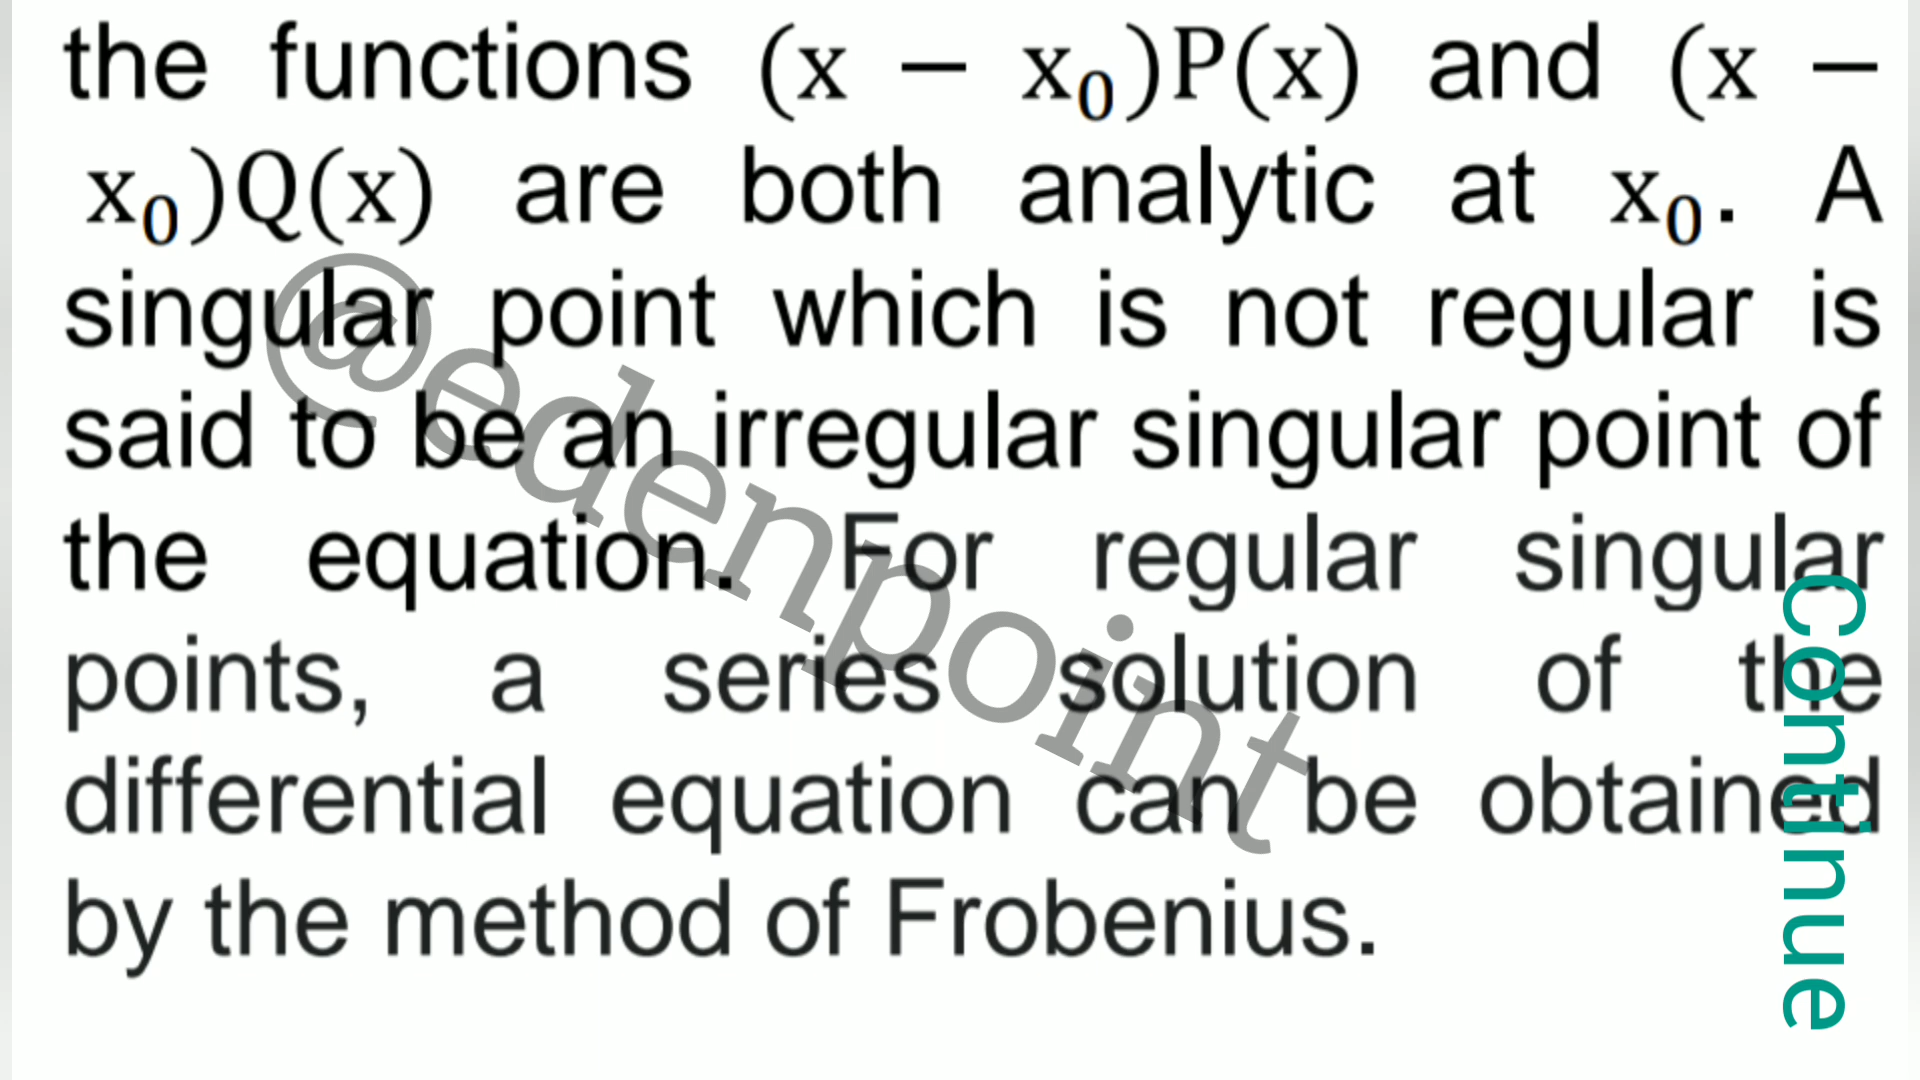 the functions (x − x₀)P(x) and (x −
x₀)Q(x) are both analytic at x₀. A
singular point which is not regular is
said to be an irregular singular point of
the equation. For regular singular
points, a series solution of the
differential equation can be obtained
by the method of Frobenius.
@edenpoint
Continue